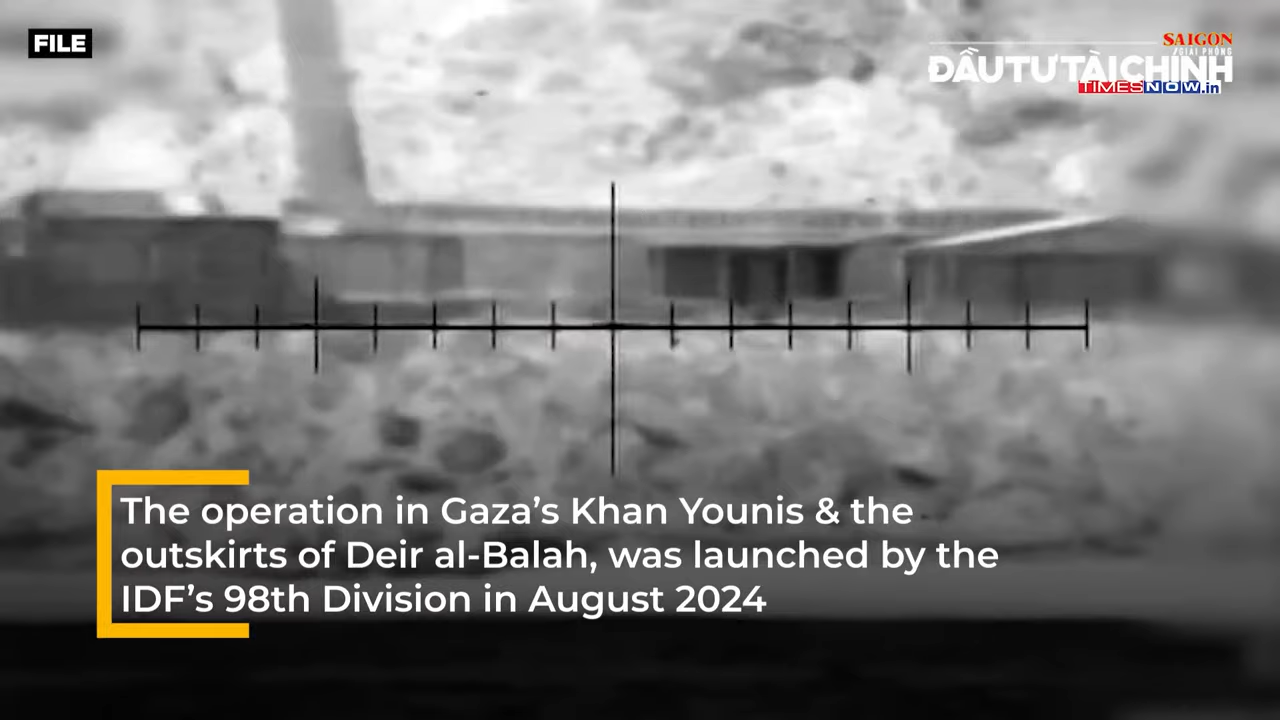 FILE
SAIGON
GIẢI PHÓNG
ĐẦU TƯ TÀI CHÍNH
TIMESNOW.in
The operation in Gaza’s Khan Younis & the
outskirts of Deir al-Balah, was launched by the
IDF’s 98th Division in August 2024